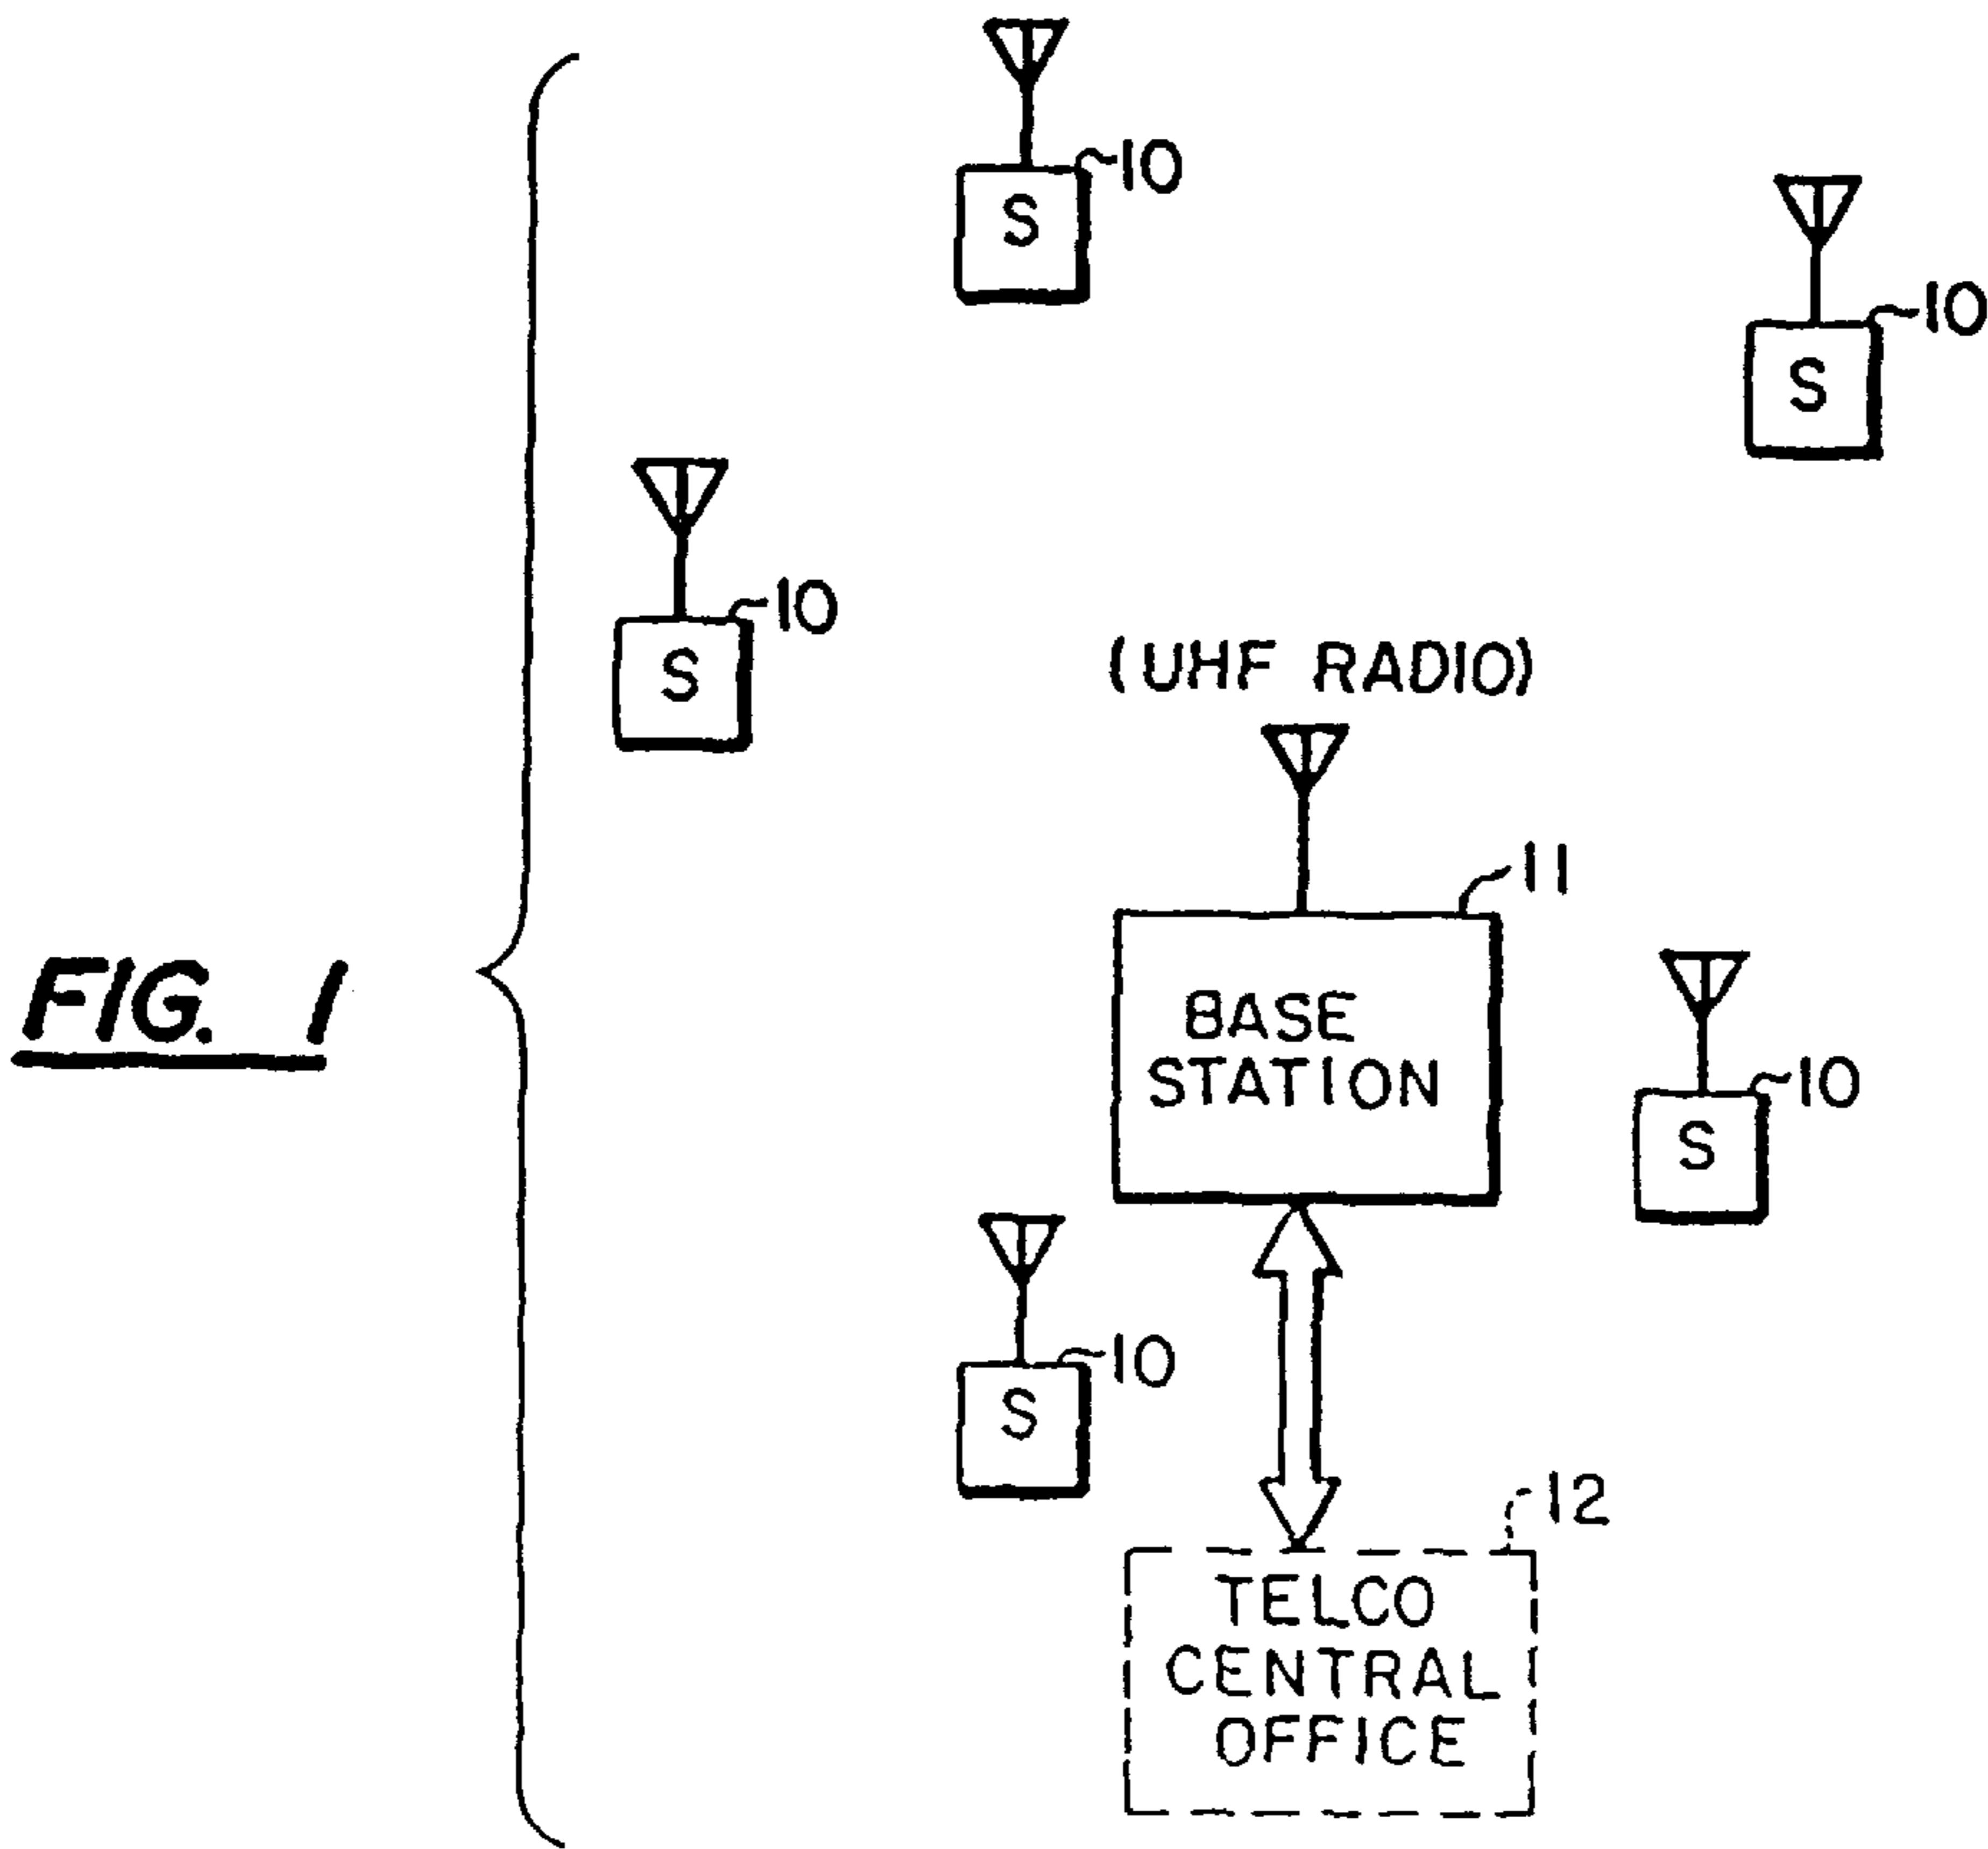 10
S
10
S
10
S
(UHF RADIO)
11
FIG. 1
BASE
STATION
10
S
10
S
12
TELCO
CENTRAL
OFFICE